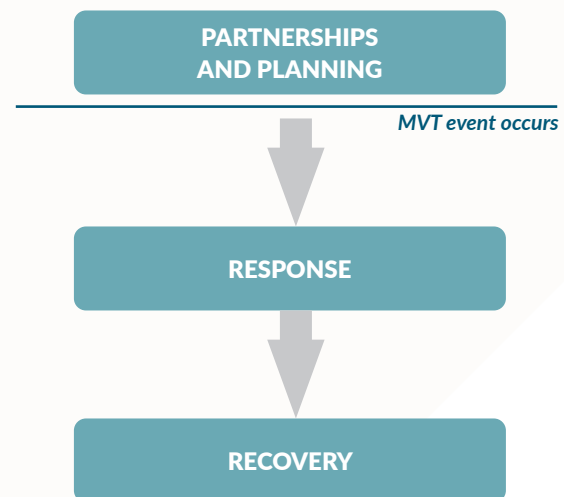 PARTNERSHIPS
AND PLANNING
MVT event occurs
RESPONSE
RECOVERY